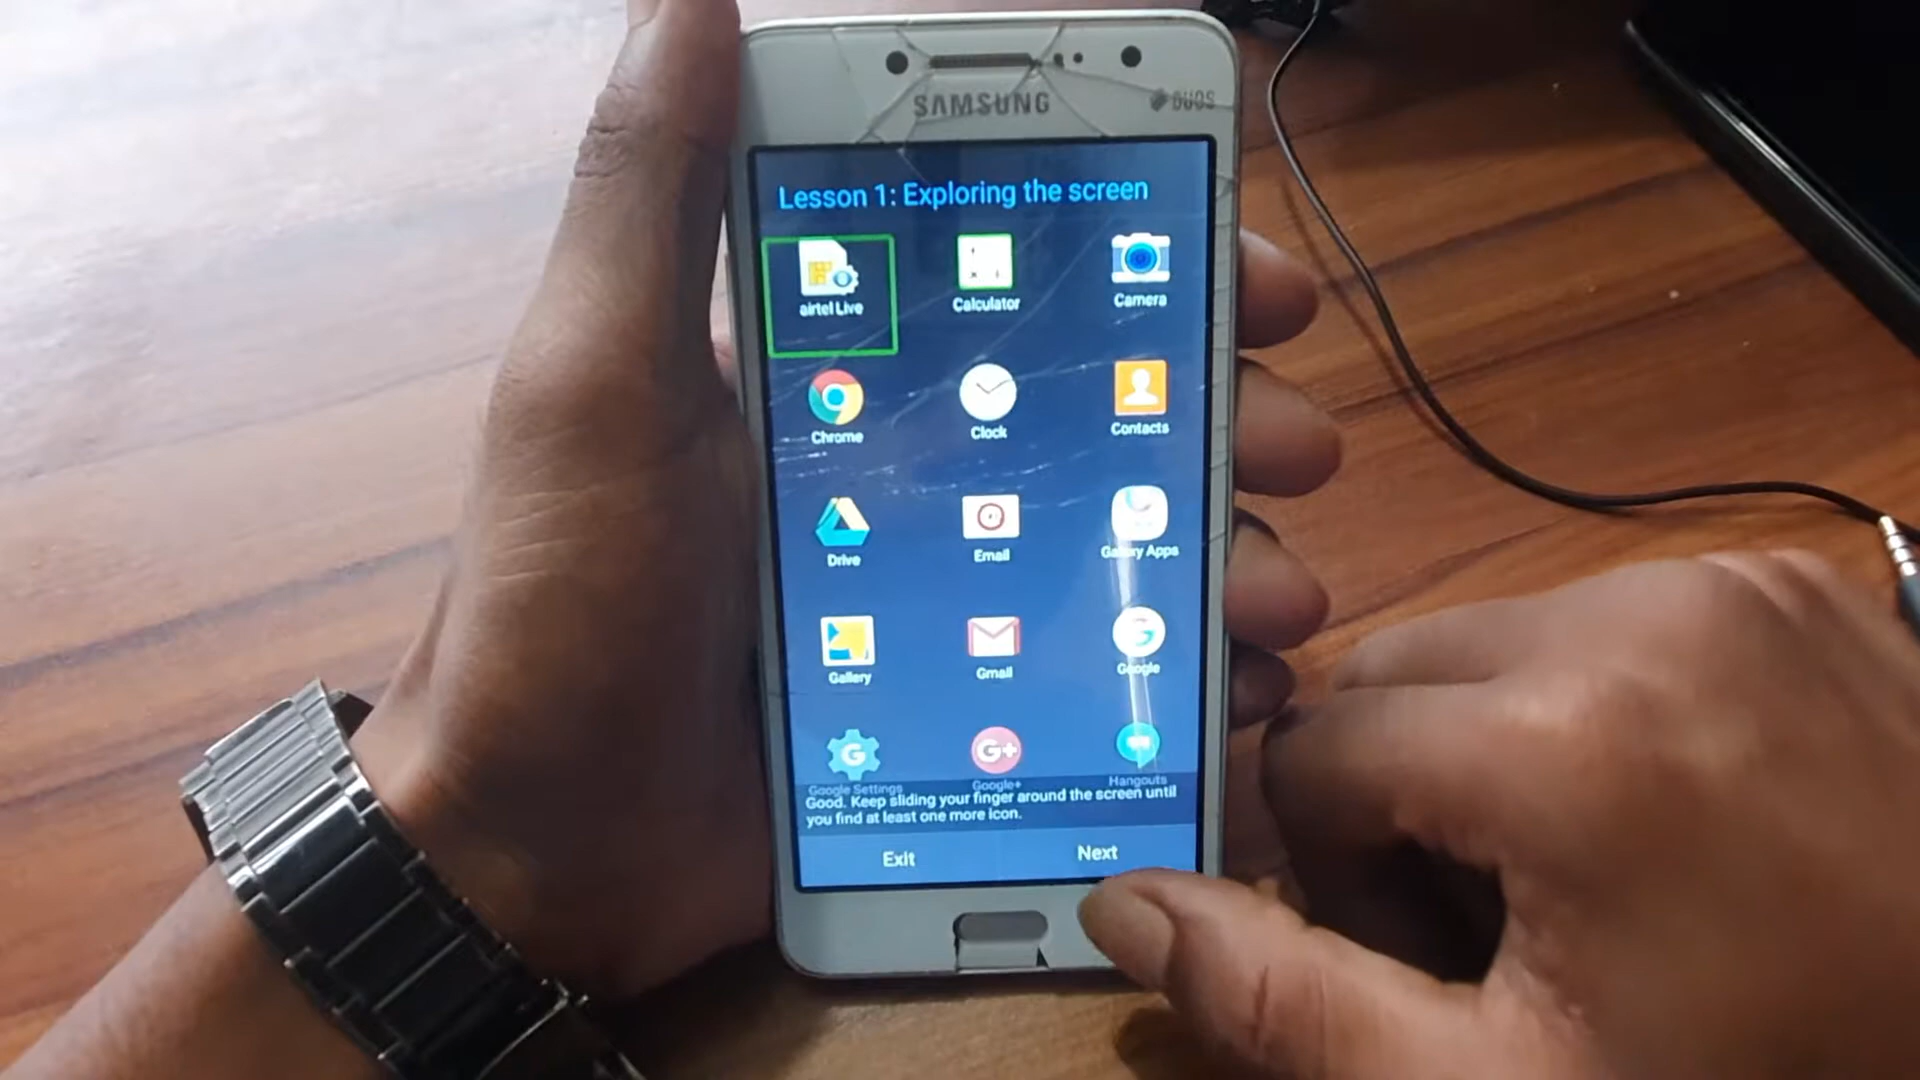 SAMSUNG
DUOS
Lesson 1: Exploring the screen
airtel Live
Calculator
Camera
Chrome
Clock
Contacts
Drive
Email
Galaxy Apps
Gallery
Gmail
Google
Google Settings
Google+
Hangouts
Good. Keep sliding your finger around the screen until
you find at least one more icon.
Exit
Next